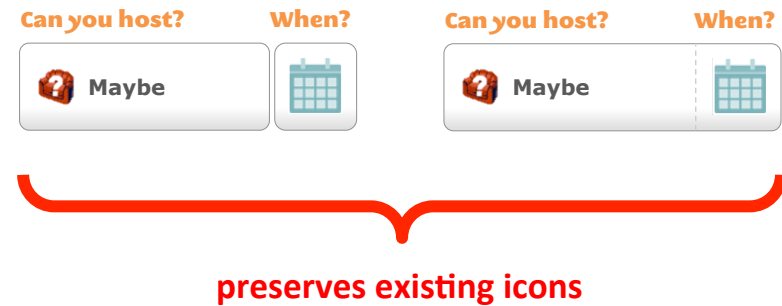 Can you host? When? Can you host? When?
Maybe Maybe
preserves existing icons